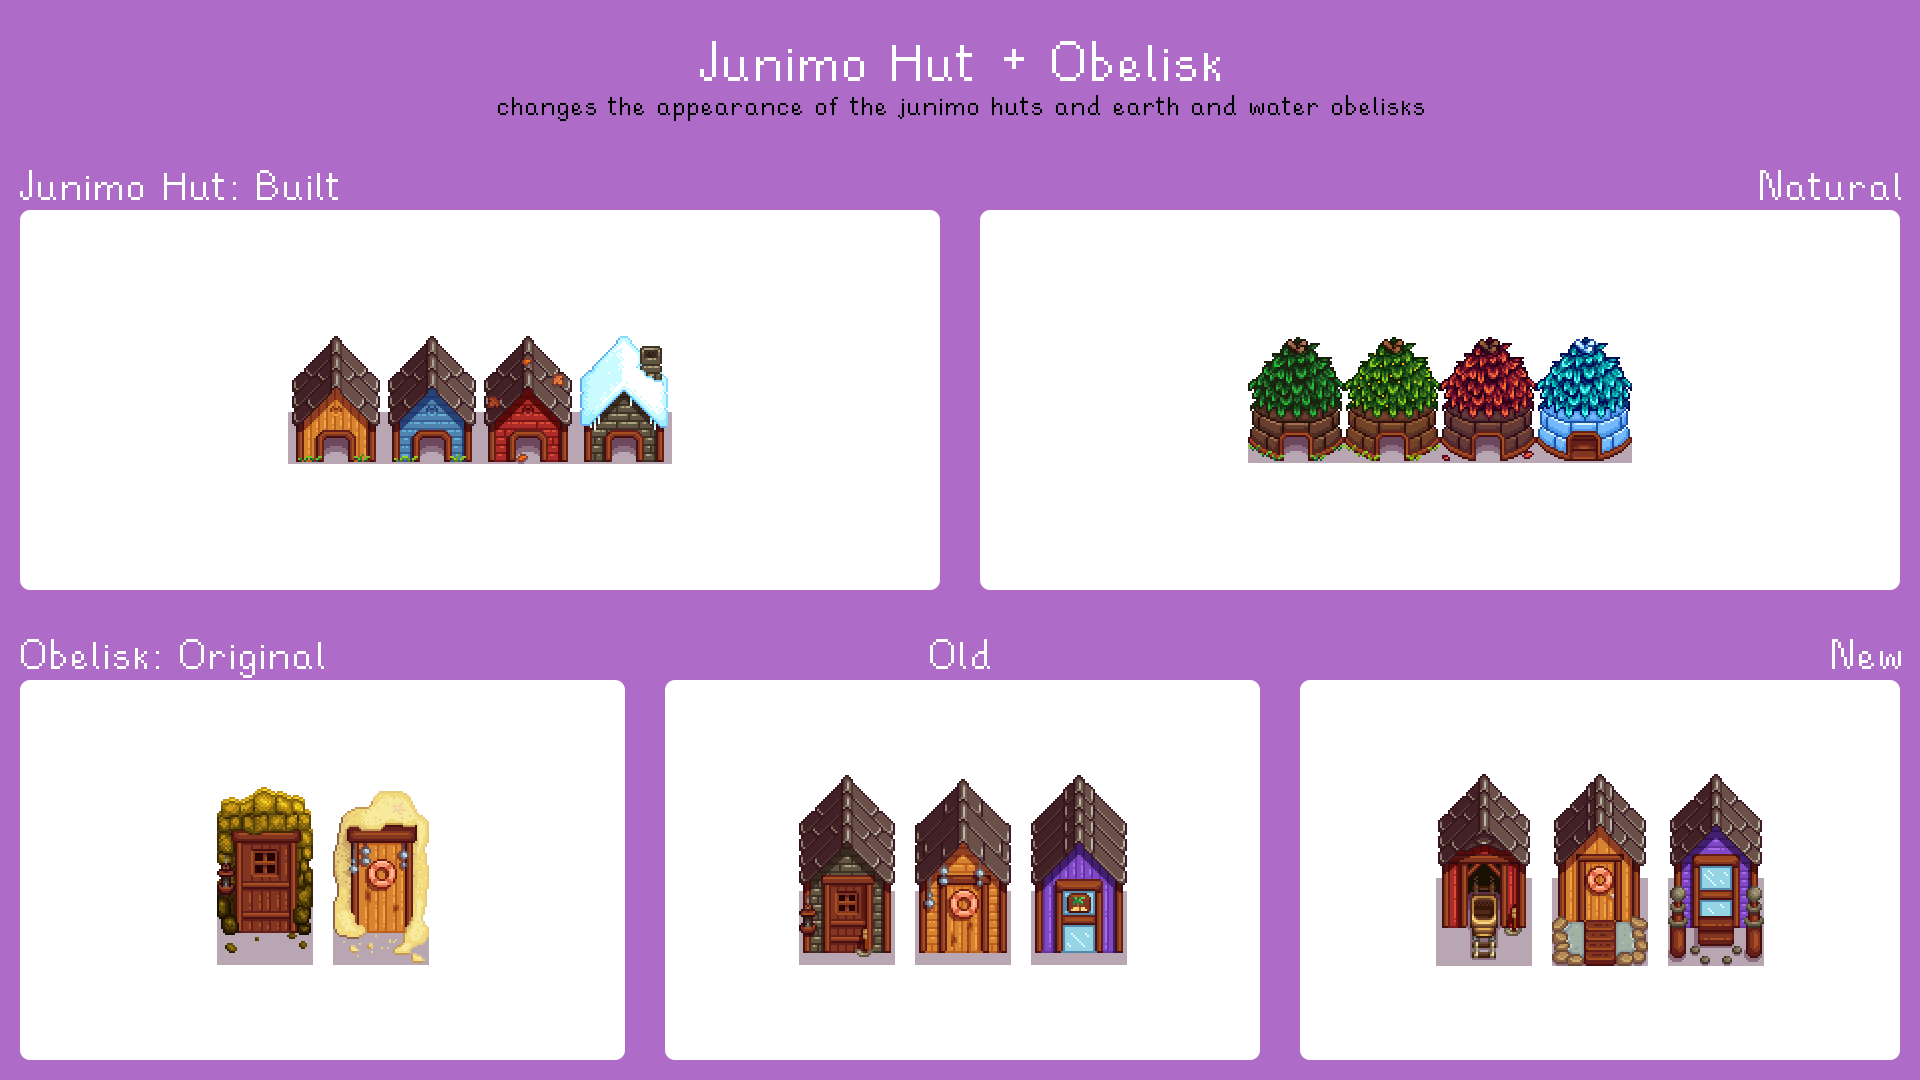 Junimo Hut + Obelisk
changes the appearance of the junimo huts and earth and water obelisks
Junimo Hut: Built
Natural
Obelisk: Original
Old
New